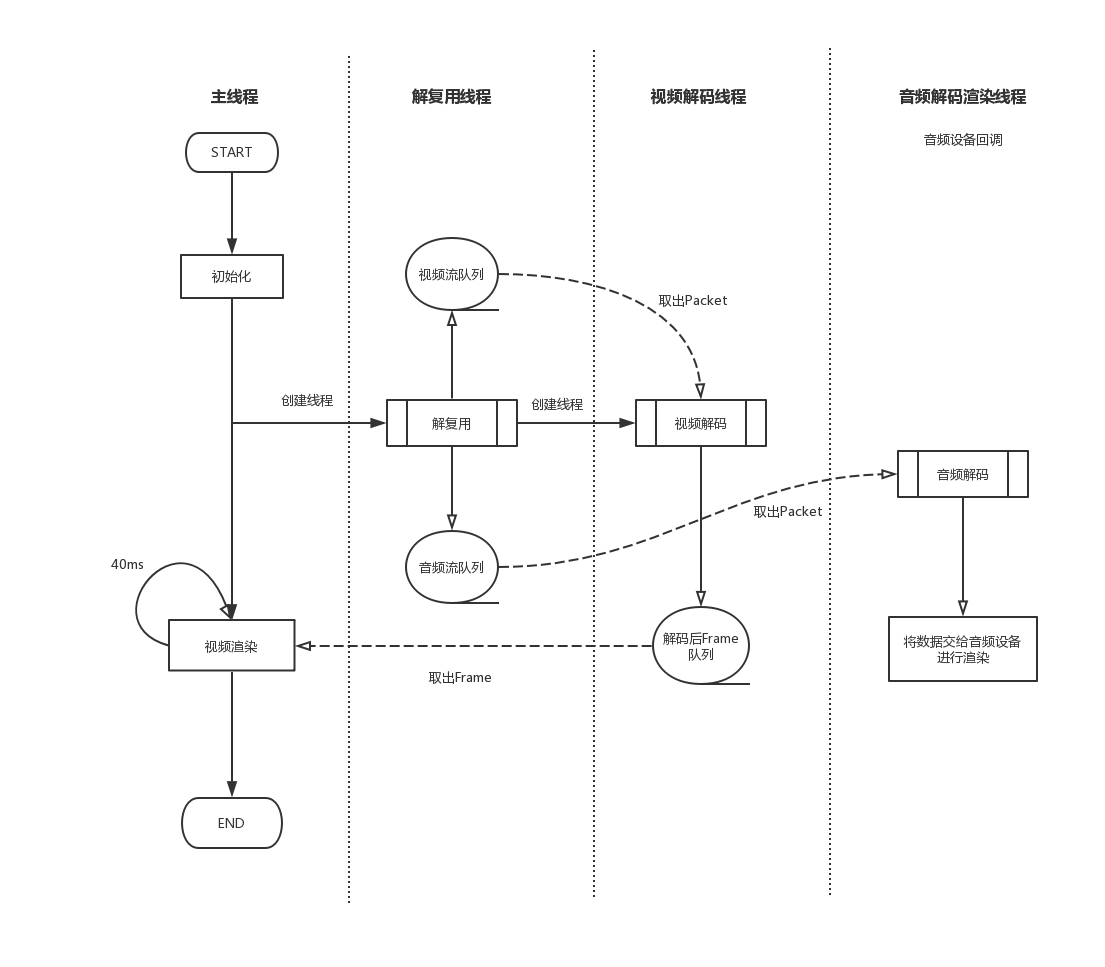 主线程
解复用线程
视频解码线程
音频解码渲染线程
音频设备回调
START
初始化
视频流队列
取出Packet
创建线程
创建线程
解复用
视频解码
音频解码
取出Packet
40ms
音频流队列
视频渲染
解码后Frame
队列
将数据交给音频设备
进行渲染
取出Frame
END